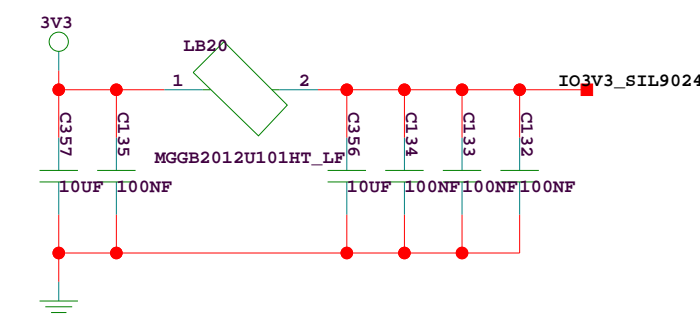 3V3
LB20
1
2
IO3V3_SIL9024
C357
C135
C356
C134
C133
C132
MGGB2012U101HT_LF
10UF
100NF
10UF
100NF
100NF
100NF